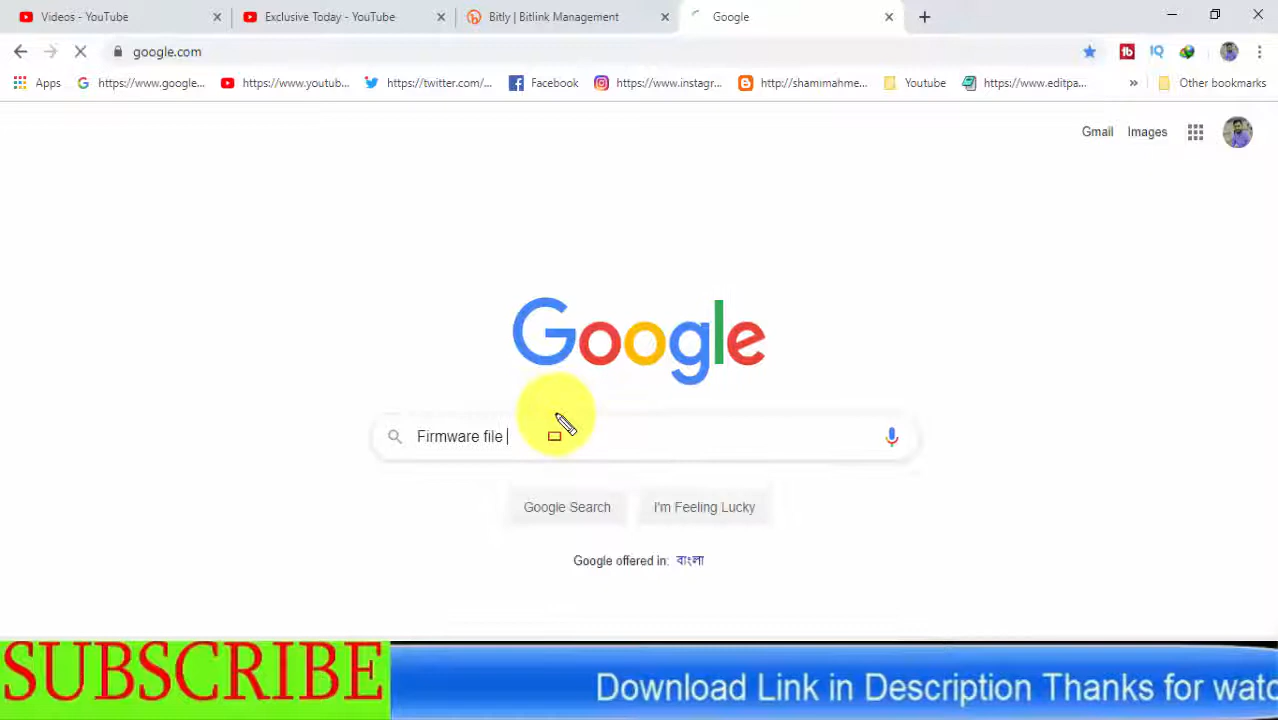 Videos - YouTube
Exclusive Today - YouTube
Bitly | Bitlink Management
Google
google.com
Apps
https://www.google...
https://www.youtub...
https://twitter.com/...
Facebook
https://www.instagr...
http://shamimahme...
Youtube
https://www.editpa...
»
Other bookmarks
Gmail
Images
Google
Firmware file
Google Search
I'm Feeling Lucky
Google offered in: বাংলা
SUBSCRIBE
Download Link in Description Thanks for watc